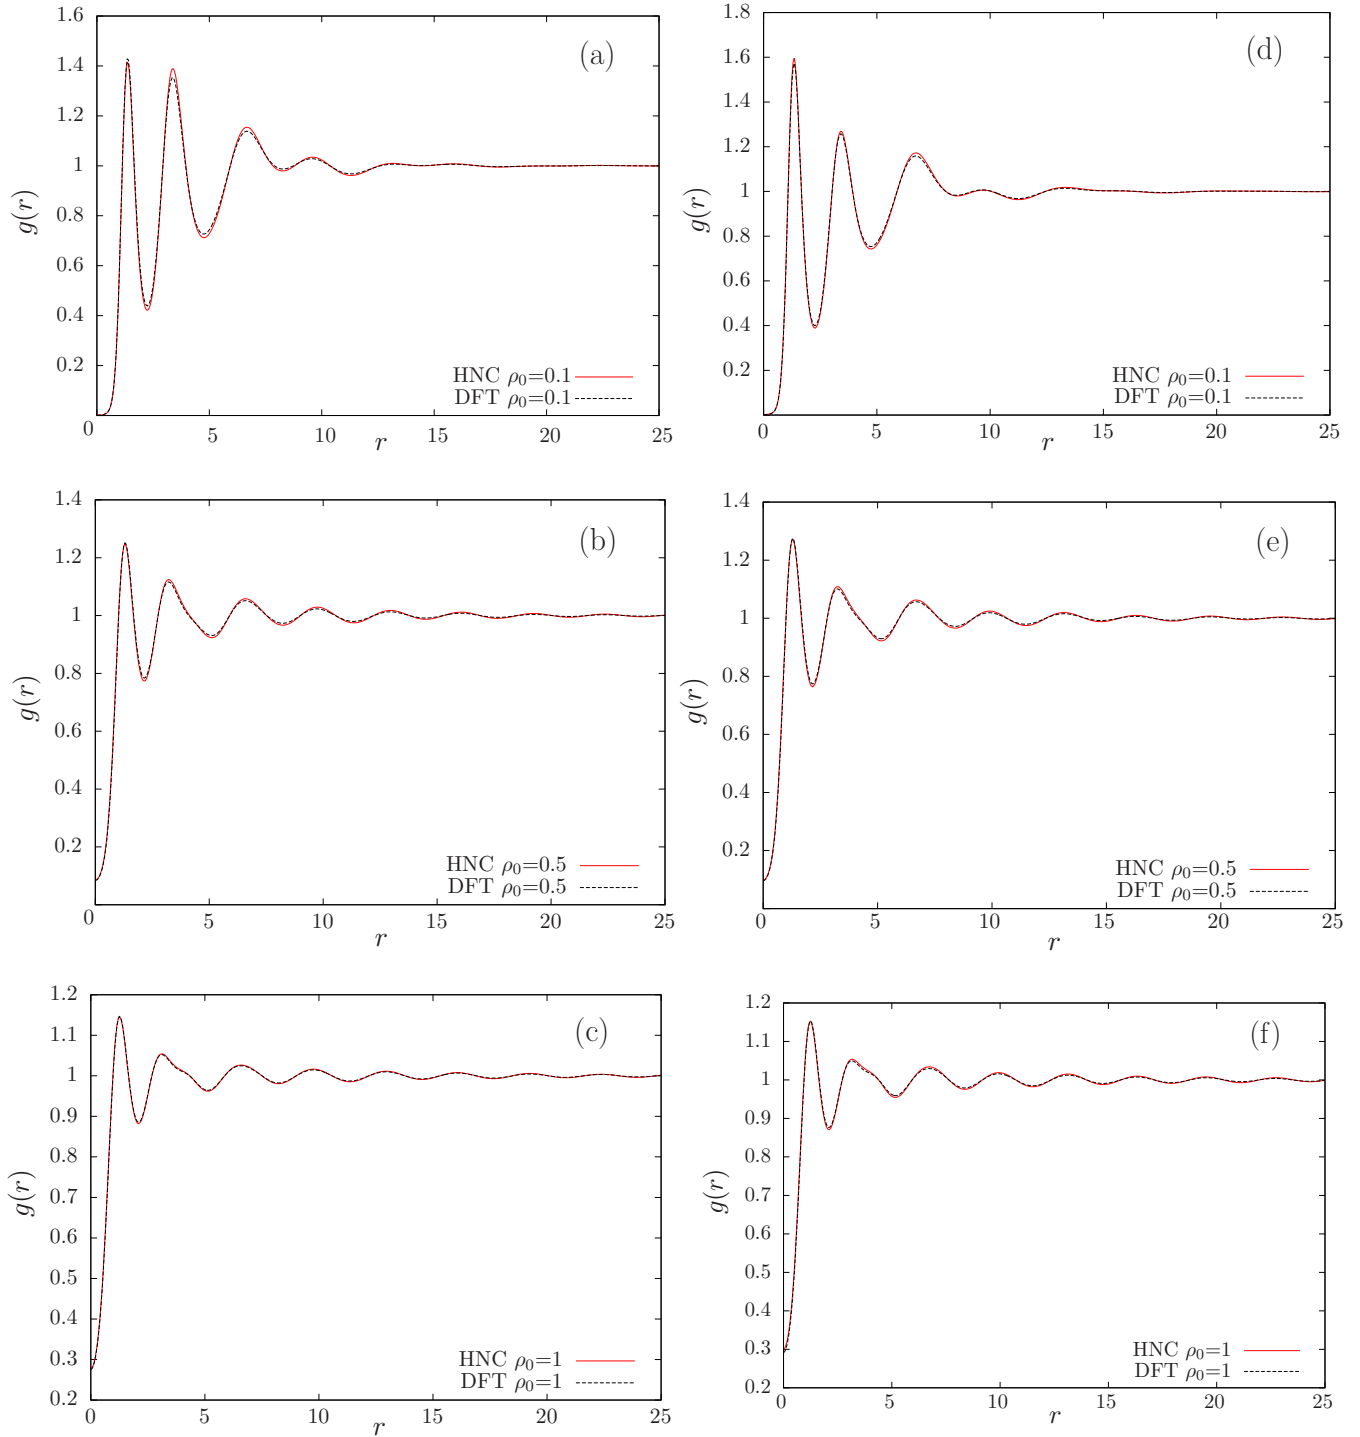 1.6
1.4
1.2
1
0.8
0.6
0.4
0.2
g(r)
(a)
HNC ρ₀=0.1
DFT ρ₀=0.1
0 5 10 15 20 25
r
1.8
1.6
1.4
1.2
1
0.8
0.6
0.4
0.2
g(r)
(d)
HNC ρ₀=0.1
DFT ρ₀=0.1
0 5 10 15 20 25
r
1.4
1.2
1
0.8
0.6
0.4
0.2
g(r)
(b)
HNC ρ₀=0.5
DFT ρ₀=0.5
0 5 10 15 20 25
r
1.4
1.2
1
0.8
0.6
0.4
0.2
g(r)
(e)
HNC ρ₀=0.5
DFT ρ₀=0.5
0 5 10 15 20 25
r
1.2
1.1
1
0.9
0.8
0.7
0.6
0.5
0.4
0.3
0.2
g(r)
(c)
HNC ρ₀=1
DFT ρ₀=1
0 5 10 15 20 25
r
1.2
1.1
1
0.9
0.8
0.7
0.6
0.5
0.4
0.3
0.2
g(r)
(f)
HNC ρ₀=1
DFT ρ₀=1
0 5 10 15 20 25
r